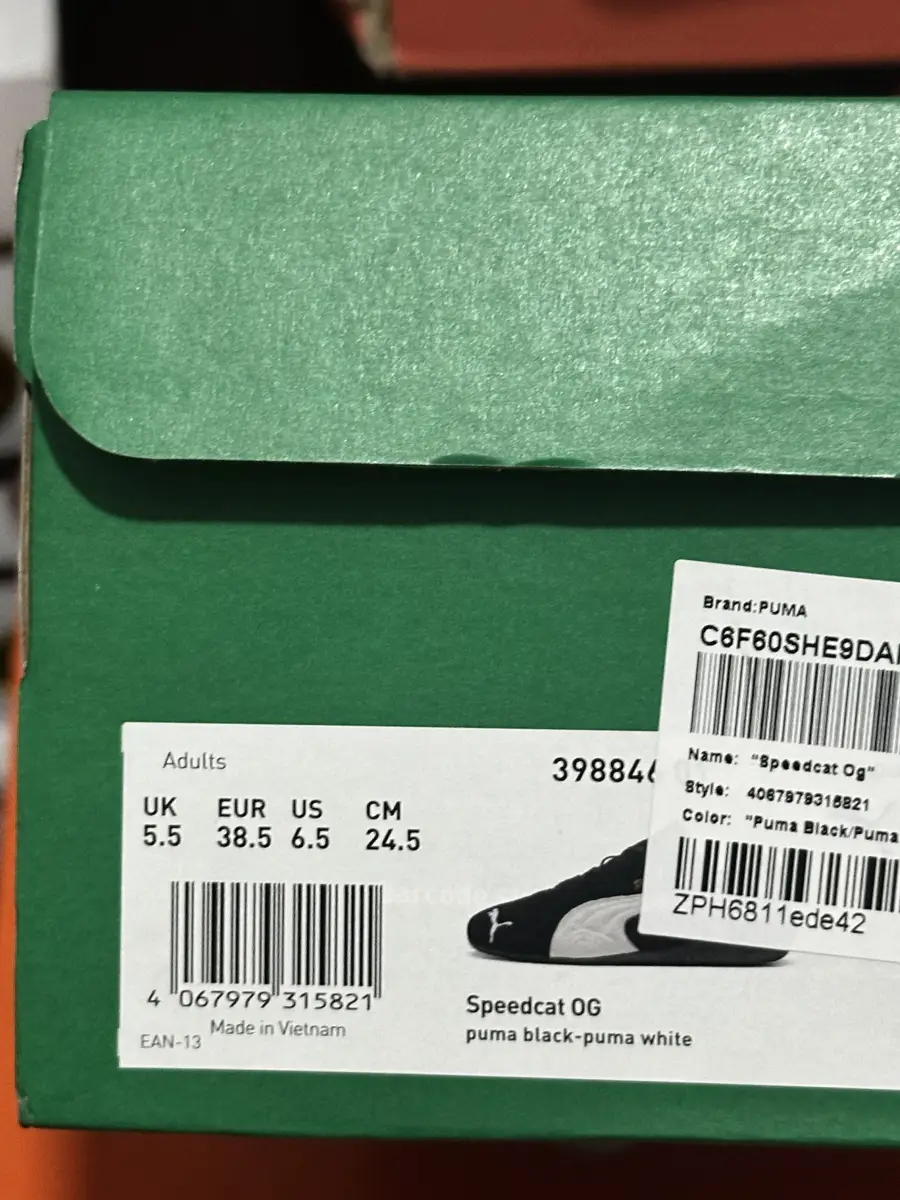 Brand:PUMA
C6F60SHE9DA
Name: "Speedcat Og"
Style: 4067979315821
Color: "Puma Black/Puma
ZPH6811ede42
Adults
39884
UK EUR US CM
5.5 38.5 6.5 24.5
4 067979 315821
Made in Vietnam
EAN-13
Speedcat OG
puma black-puma white